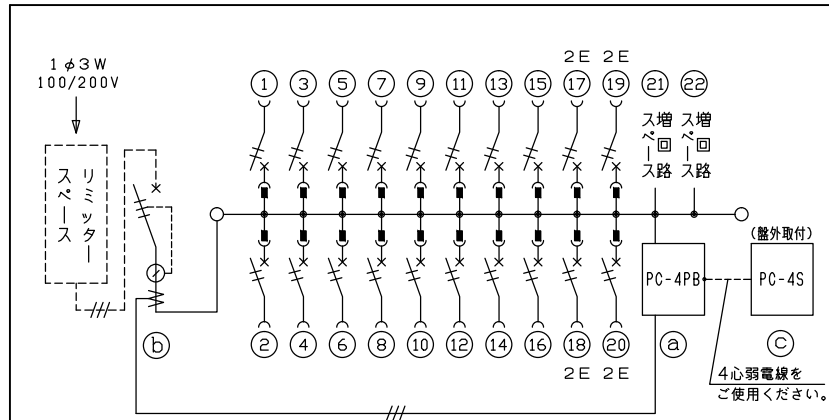 1φ3W
100/200V
リミッター
スペース
1
3
5
7
9
11
13
15
2E
17
2E
19
21
22
増回路
スペース
増回路
スペース
2
4
6
8
10
12
14
16
18
2E
20
2E
b
PC-4PB
a
(盤外取付)
PC-4S
c
4心弱電線を
ご使用ください。